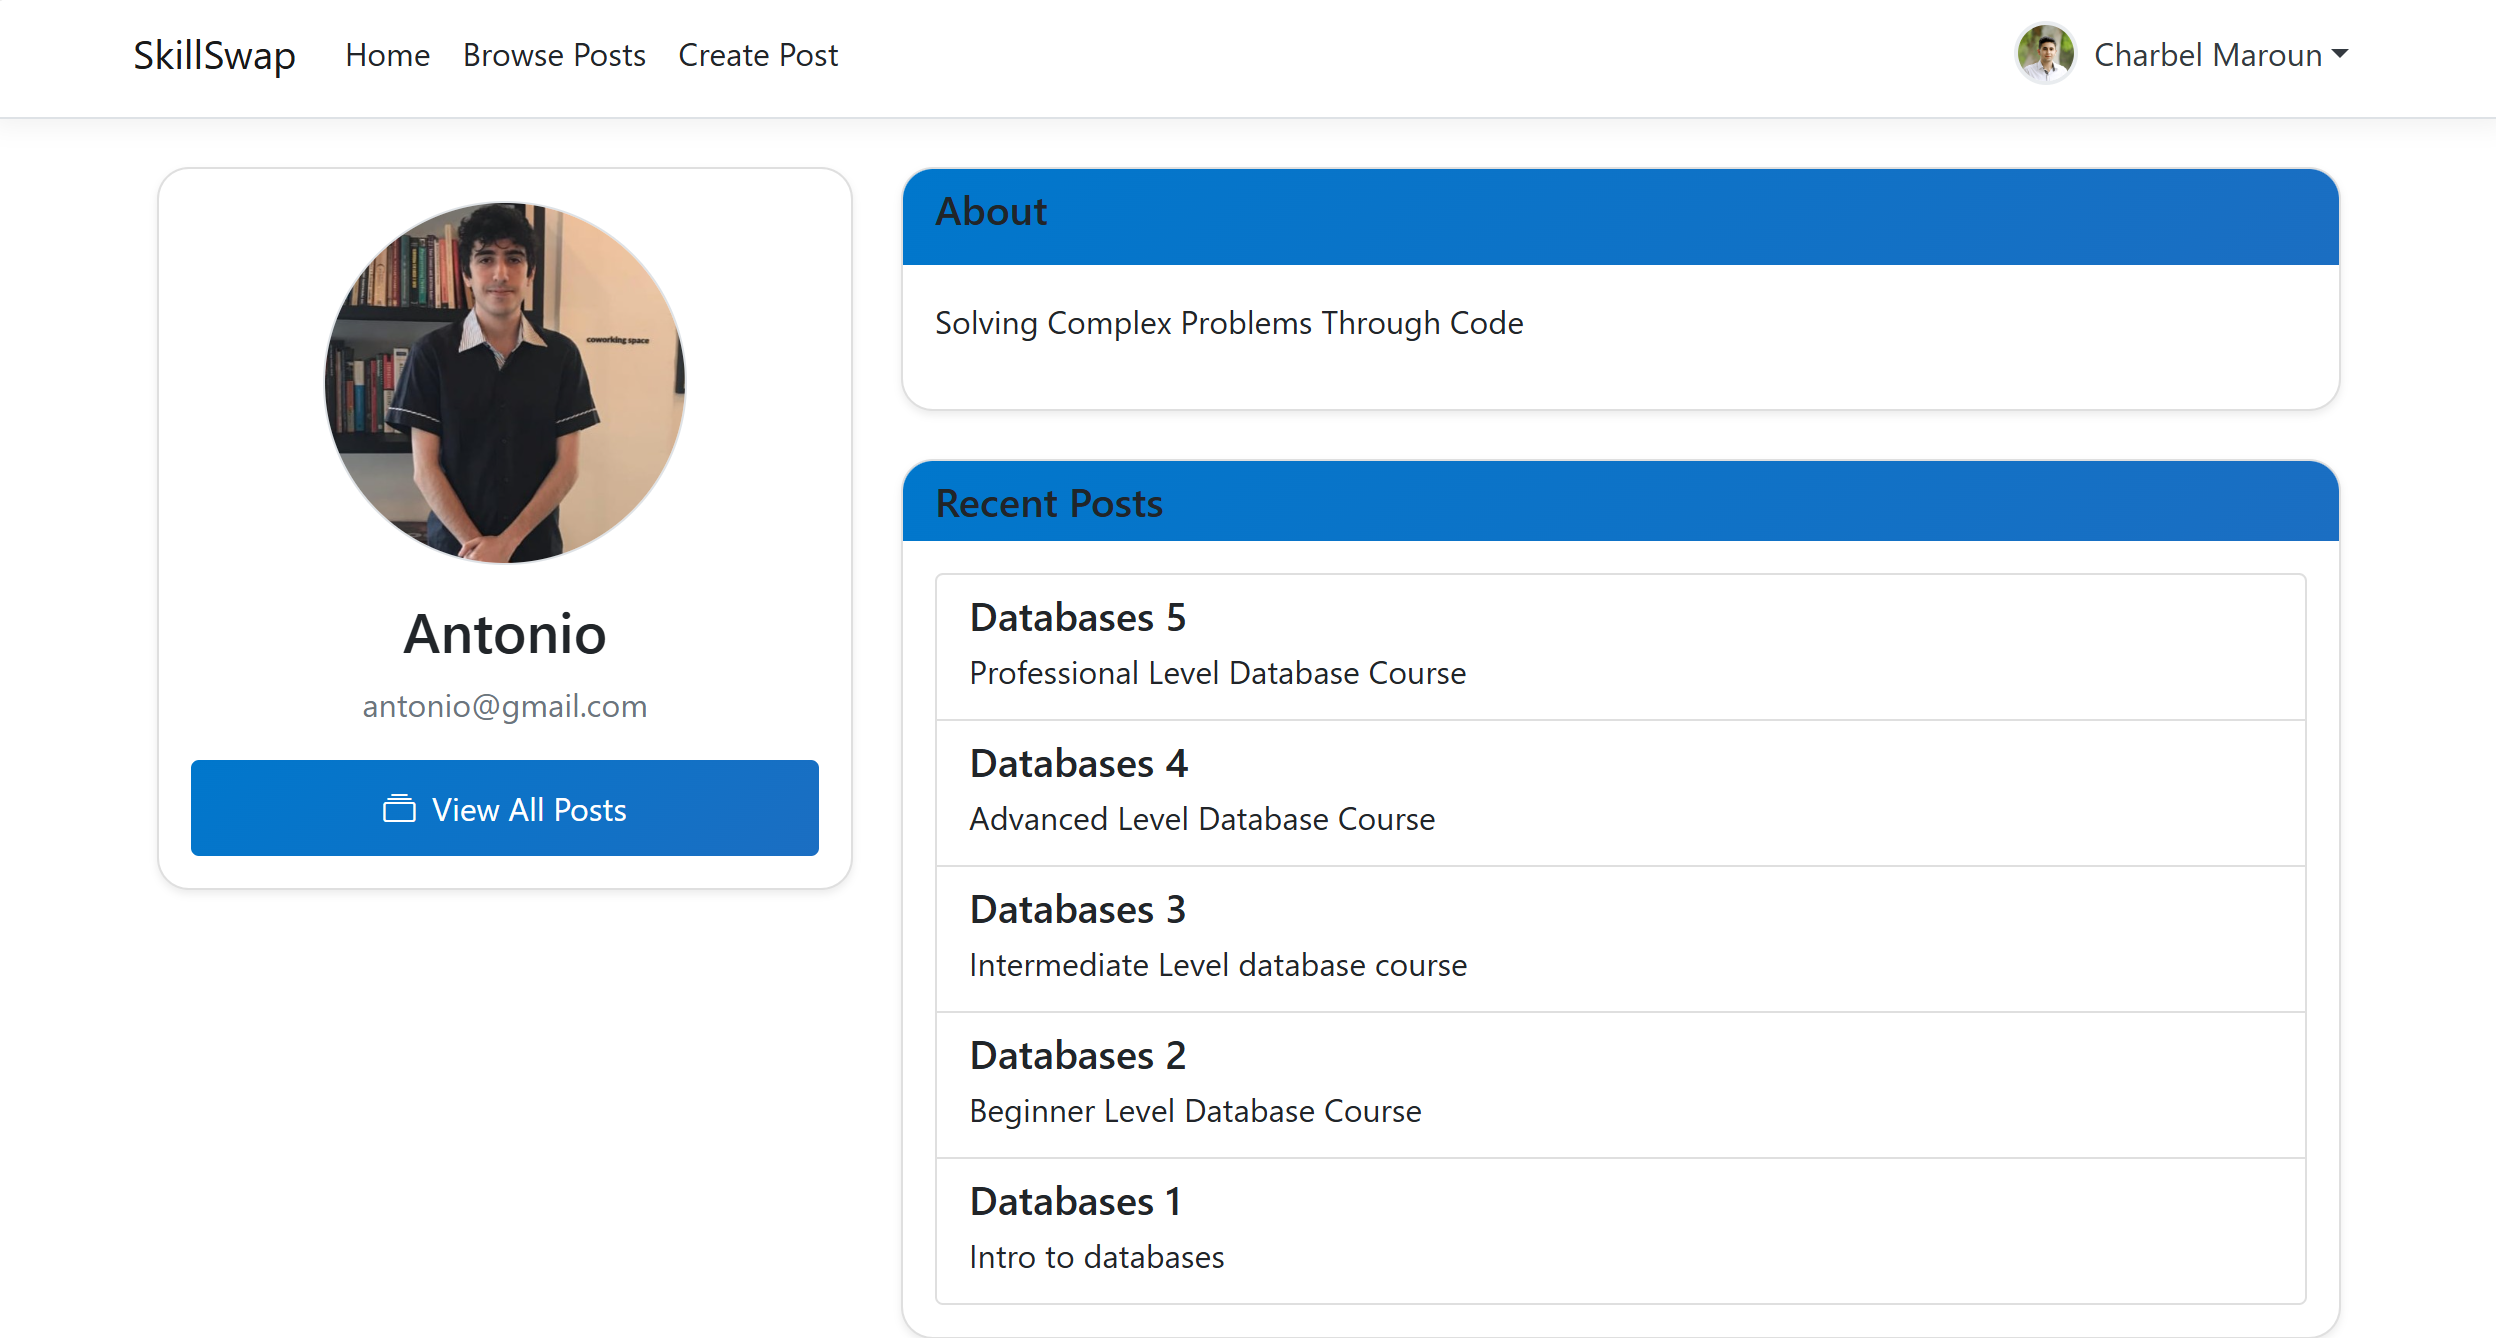 SkillSwap Home Browse Posts Create Post Charbel Maroun
coworking space
Antonio
antonio@gmail.com
View All Posts
About
Solving Complex Problems Through Code
Recent Posts
Databases 5
Professional Level Database Course
Databases 4
Advanced Level Database Course
Databases 3
Intermediate Level database course
Databases 2
Beginner Level Database Course
Databases 1
Intro to databases